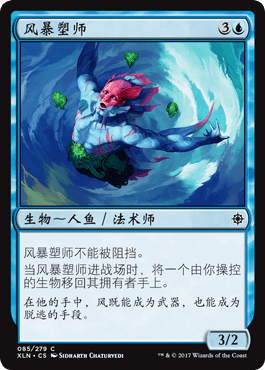 风暴塑师 3
生物～人鱼 / 法术师
风暴塑师不能被阻挡。
当风暴塑师进战场时，将一个由你操控
的生物移回其拥有者手上。
在他的手中，风既能成为武器，也能成为
脱逃的手段。
3/2
085/279 C
XLN • CS Sidharth Chaturvedi
™ & © 2017 Wizards of the Coast